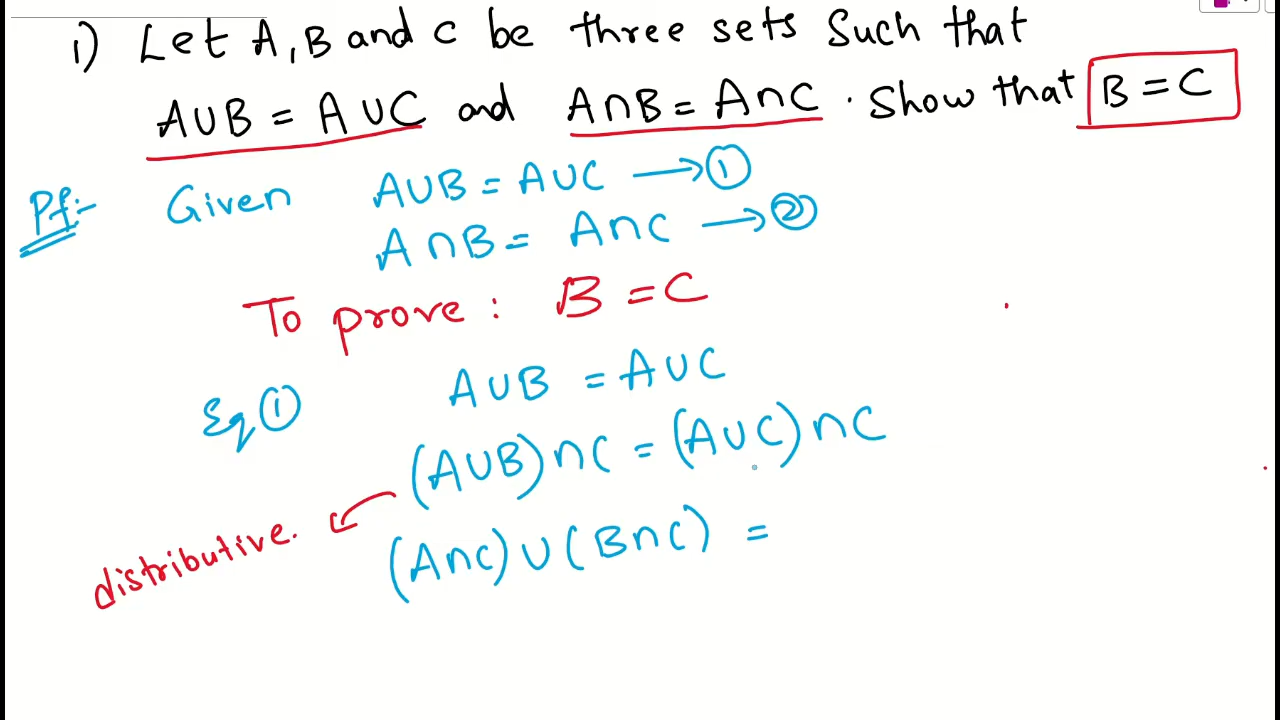 1) Let A, B and C be three sets such that
A∪B = A∪C and A∩B = A∩C. Show that B = C
Pf:- Given A∪B = A∪C → ①
A∩B = A∩C → ②
To prove: B = C
Eq ① A∪B = A∪C
(A∪B)∩C = (A∪C)∩C
distributive. (A∩C)∪(B∩C) =